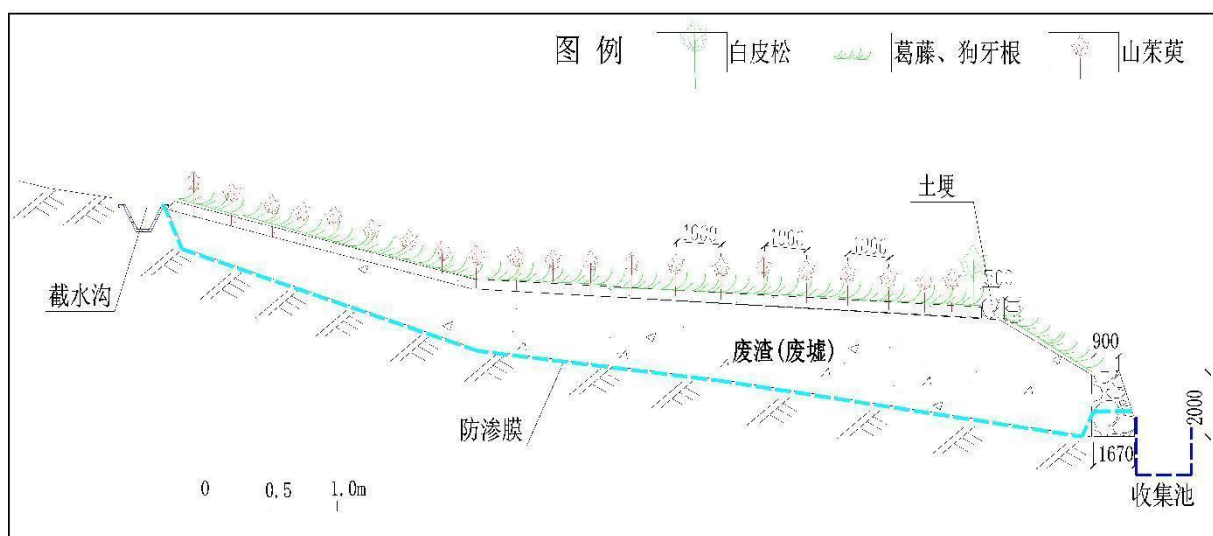 图 例 白皮松 葛藤、狗牙根 山茱萸
土埂
1000 1000 1000
截水沟
废渣(废墟)
900
防渗膜
2000
1670
0 0.5 1.0m
收集池